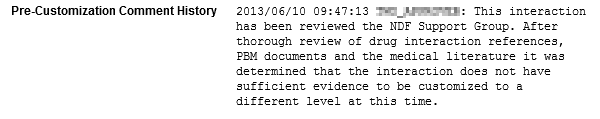 Pre-Customization Comment History 2013/06/10 09:47:13 : This interaction
has been reviewed the NDF Support Group. After
thorough review of drug interaction references,
PBM documents and the medical literature it was
determined that the interaction does not have
sufficient evidence to be customized to a
different level at this time.